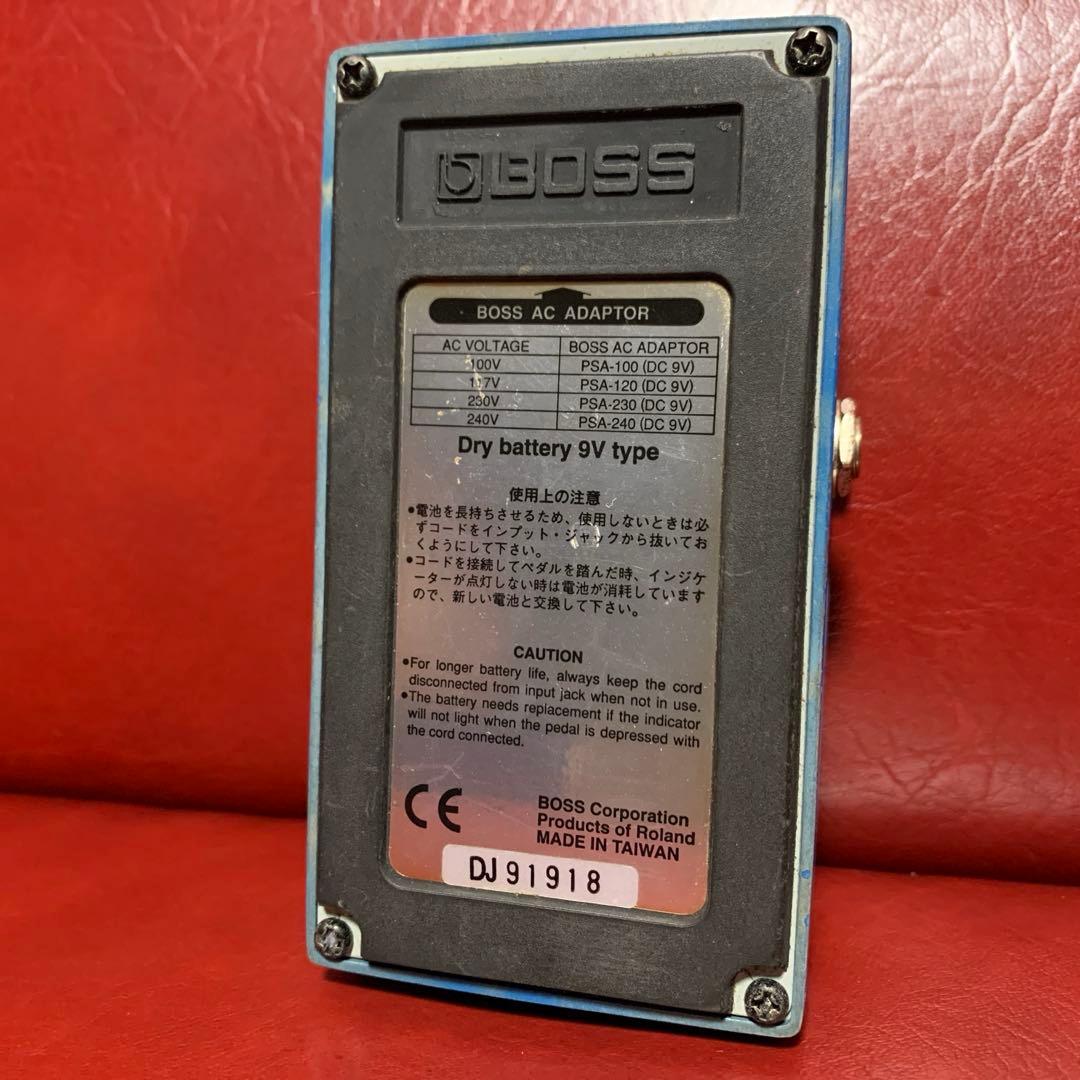 BOSS
BOSS AC ADAPTOR
AC VOLTAGE BOSS AC ADAPTOR
100V PSA-100 (DC 9V)
117V PSA-120 (DC 9V)
230V PSA-230 (DC 9V)
240V PSA-240 (DC 9V)
Dry battery 9V type
使用上の注意
●電池を長持ちさせるため、使用しないときは必
ずコードをインプット・ジャックから抜いてお
くようにして下さい。
●コードを接続してペダルを踏んだ時、インジケ
ーターが点灯しない時は電池が消耗しています
ので、新しい電池と交換して下さい。
CAUTION
●For longer battery life, always keep the cord
disconnected from input jack when not in use.
●The battery needs replacement if the indicator
will not light when the pedal is depressed with
the cord connected.
CE
BOSS Corporation
Products of Roland
MADE IN TAIWAN
DJ91918